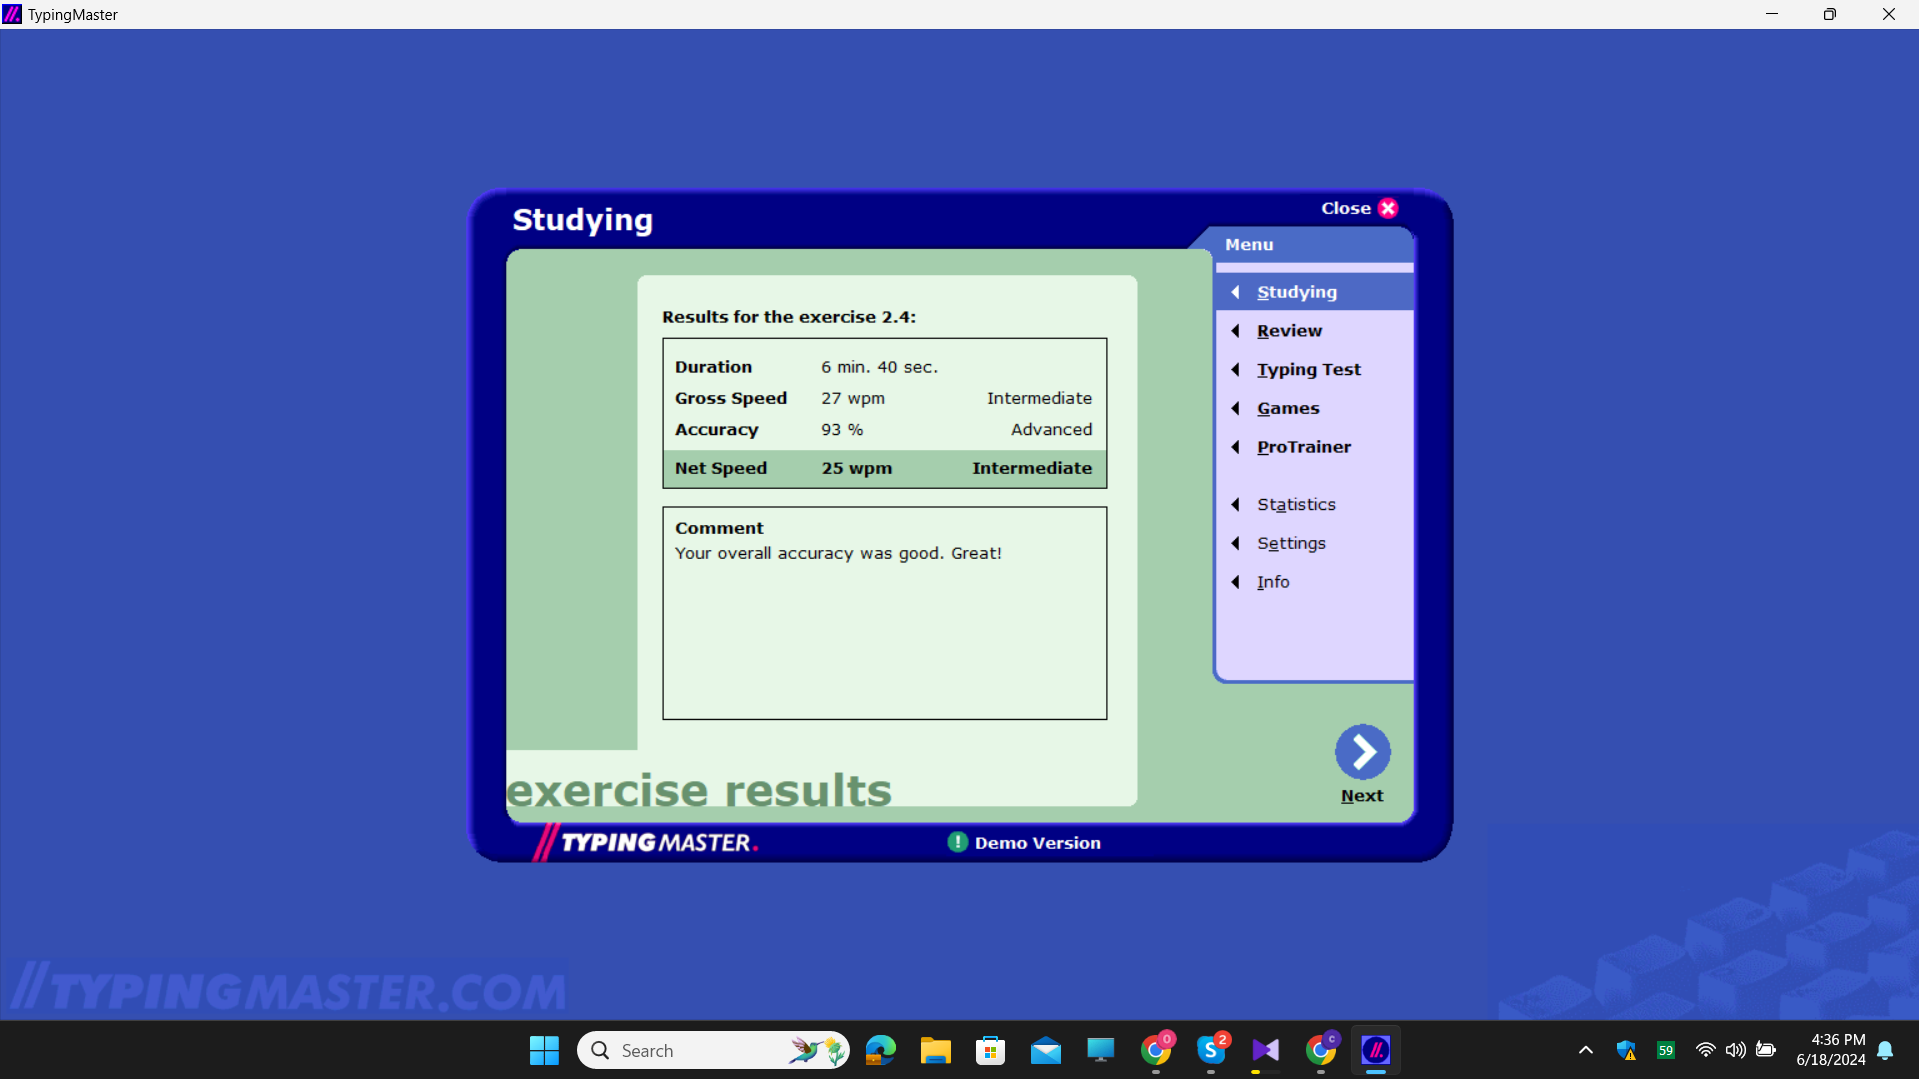 TypingMaster
Studying
Close
Menu
Studying
Review
Typing Test
Games
ProTrainer
Statistics
Settings
Info
Results for the exercise 2.4:
Duration 6 min. 40 sec.
Gross Speed 27 wpm Intermediate
Accuracy 93 % Advanced
Net Speed 25 wpm Intermediate
Comment
Your overall accuracy was good. Great!
exercise results
Next
TYPINGMASTER.
! Demo Version
//TYPINGMASTER.COM
Search
0
S 2
C
59
4:36 PM
6/18/2024